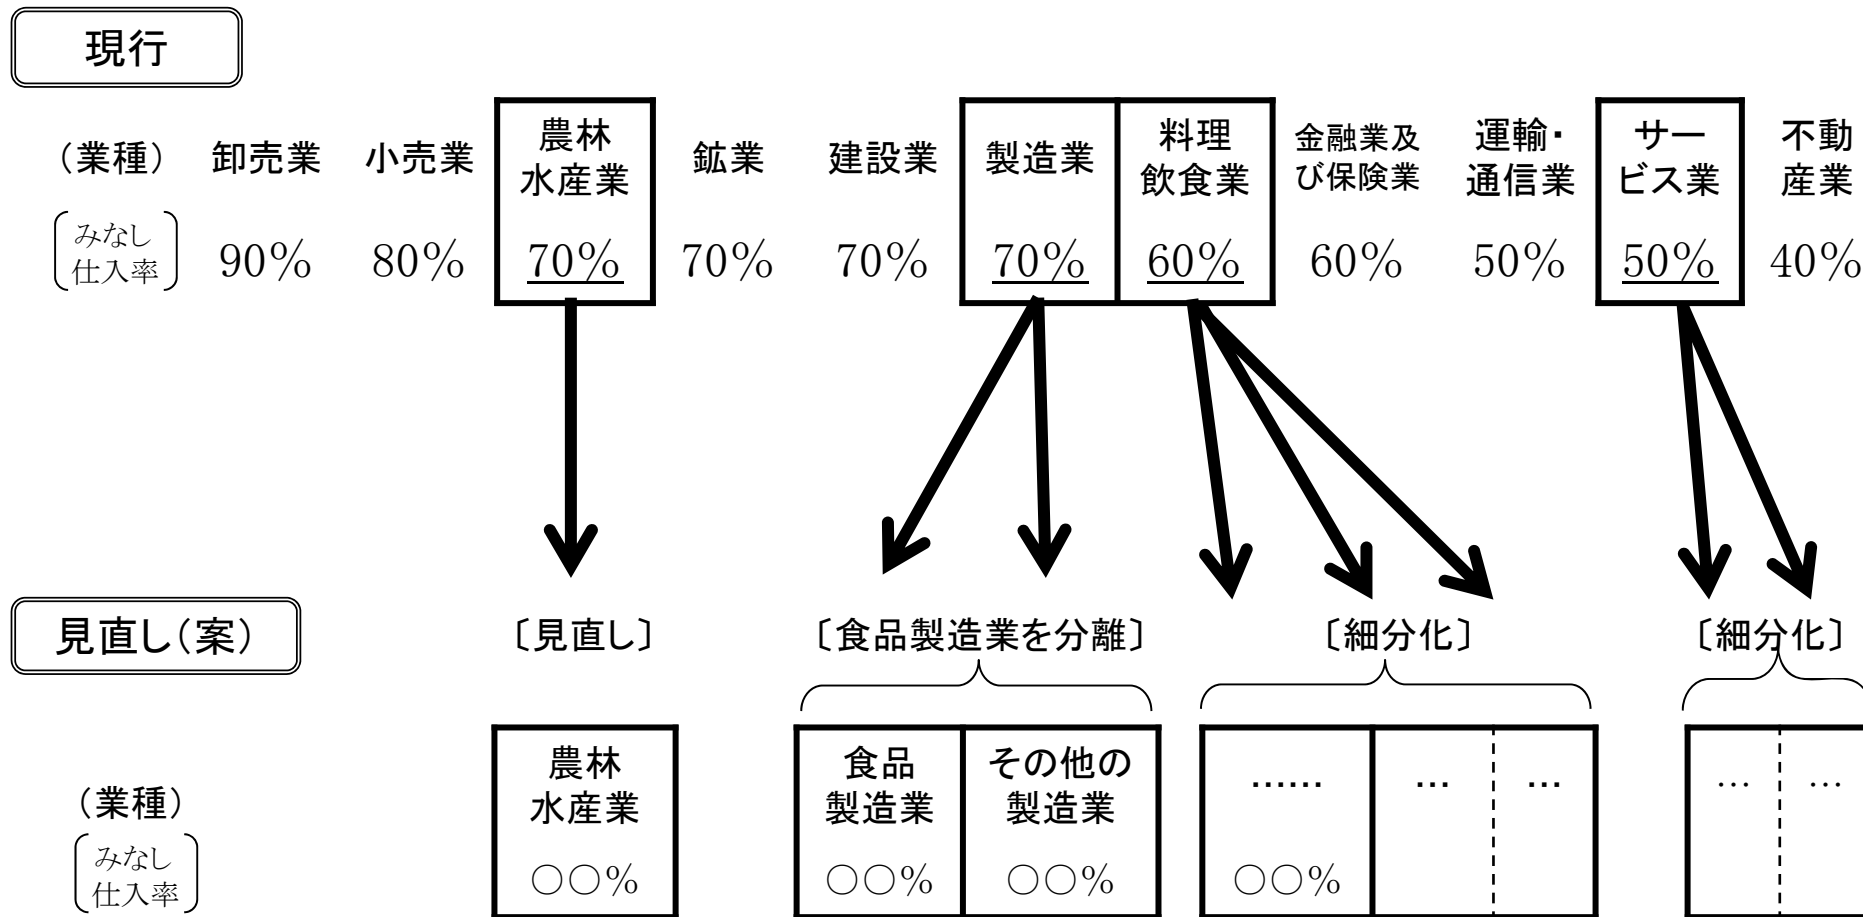 現行
(業種) 卸売業 小売業 農林水産業 鉱業 建設業 製造業 料理飲食業 金融業及び保険業 運輸・通信業 サービス業 不動産業
みなし仕入率 90% 80% 70% 70% 70% 70% 60% 60% 50% 50% 40%
見直し(案) 〔見直し〕 〔食品製造業を分離〕 〔細分化〕 〔細分化〕
(業種) 農林水産業 食品製造業 その他の製造業 …… … … … …
みなし仕入率 ○○% ○○% ○○% ○○%